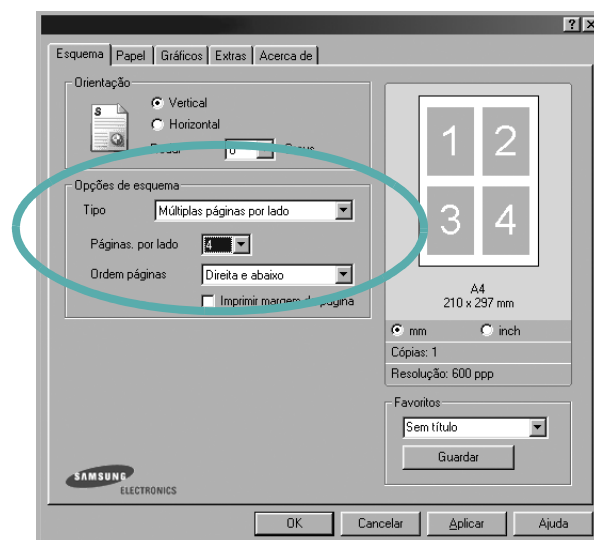 Esquema Papel Gráficos Extras Acerca de
Orientação
S
Vertical
Horizontal
0
Opções de esquema
Tipo Múltiplas páginas por lado
Páginas. por lado 4
Ordem páginas Direita e abaixo
Imprimir margem de página
1 2
3 4
A4
210 x 297 mm
mm inch
Cópias: 1
Resolução: 600 ppp
Favoritos
Sem título
Guardar
SAMSUNG
ELECTRONICS
OK Cancelar Aplicar Ajuda